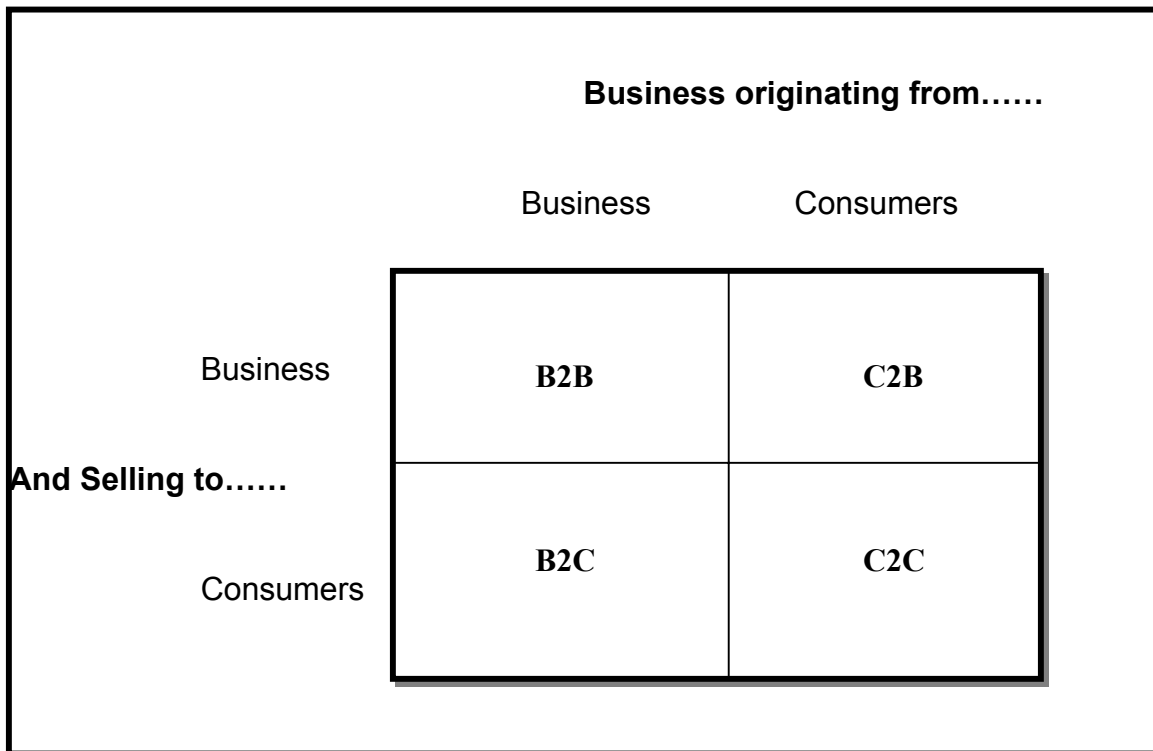 Business originating from……
Business Consumers
Business B2B C2B
And Selling to……
B2C C2C
Consumers